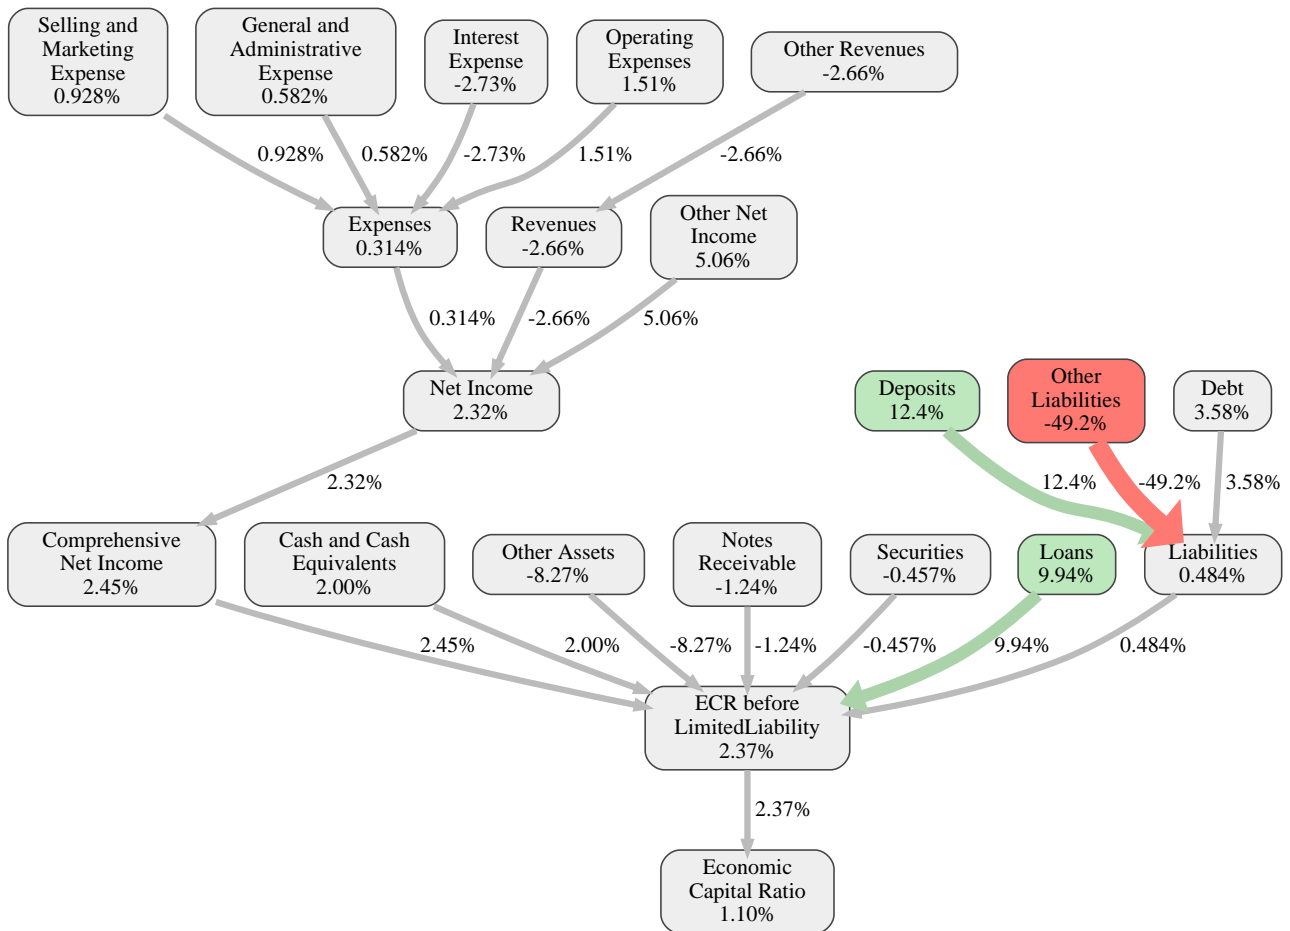 Selling and
Marketing
Expense
0.928%
General and
Administrative
Expense
0.582%
Interest
Expense
-2.73%
Operating
Expenses
1.51%
Other Revenues
-2.66%
0.928%
0.582%
-2.73%
1.51%
-2.66%
Expenses
0.314%
Revenues
-2.66%
Other Net
Income
5.06%
0.314%
-2.66%
5.06%
Net Income
2.32%
Deposits
12.4%
Other
Liabilities
-49.2%
Debt
3.58%
2.32%
12.4%
-49.2%
3.58%
Comprehensive
Net Income
2.45%
Cash and Cash
Equivalents
2.00%
Other Assets
-8.27%
Notes
Receivable
-1.24%
Securities
-0.457%
Loans
9.94%
Liabilities
0.484%
2.45%
2.00%
-8.27%
-1.24%
-0.457%
9.94%
0.484%
ECR before
LimitedLiability
2.37%
2.37%
Economic
Capital Ratio
1.10%